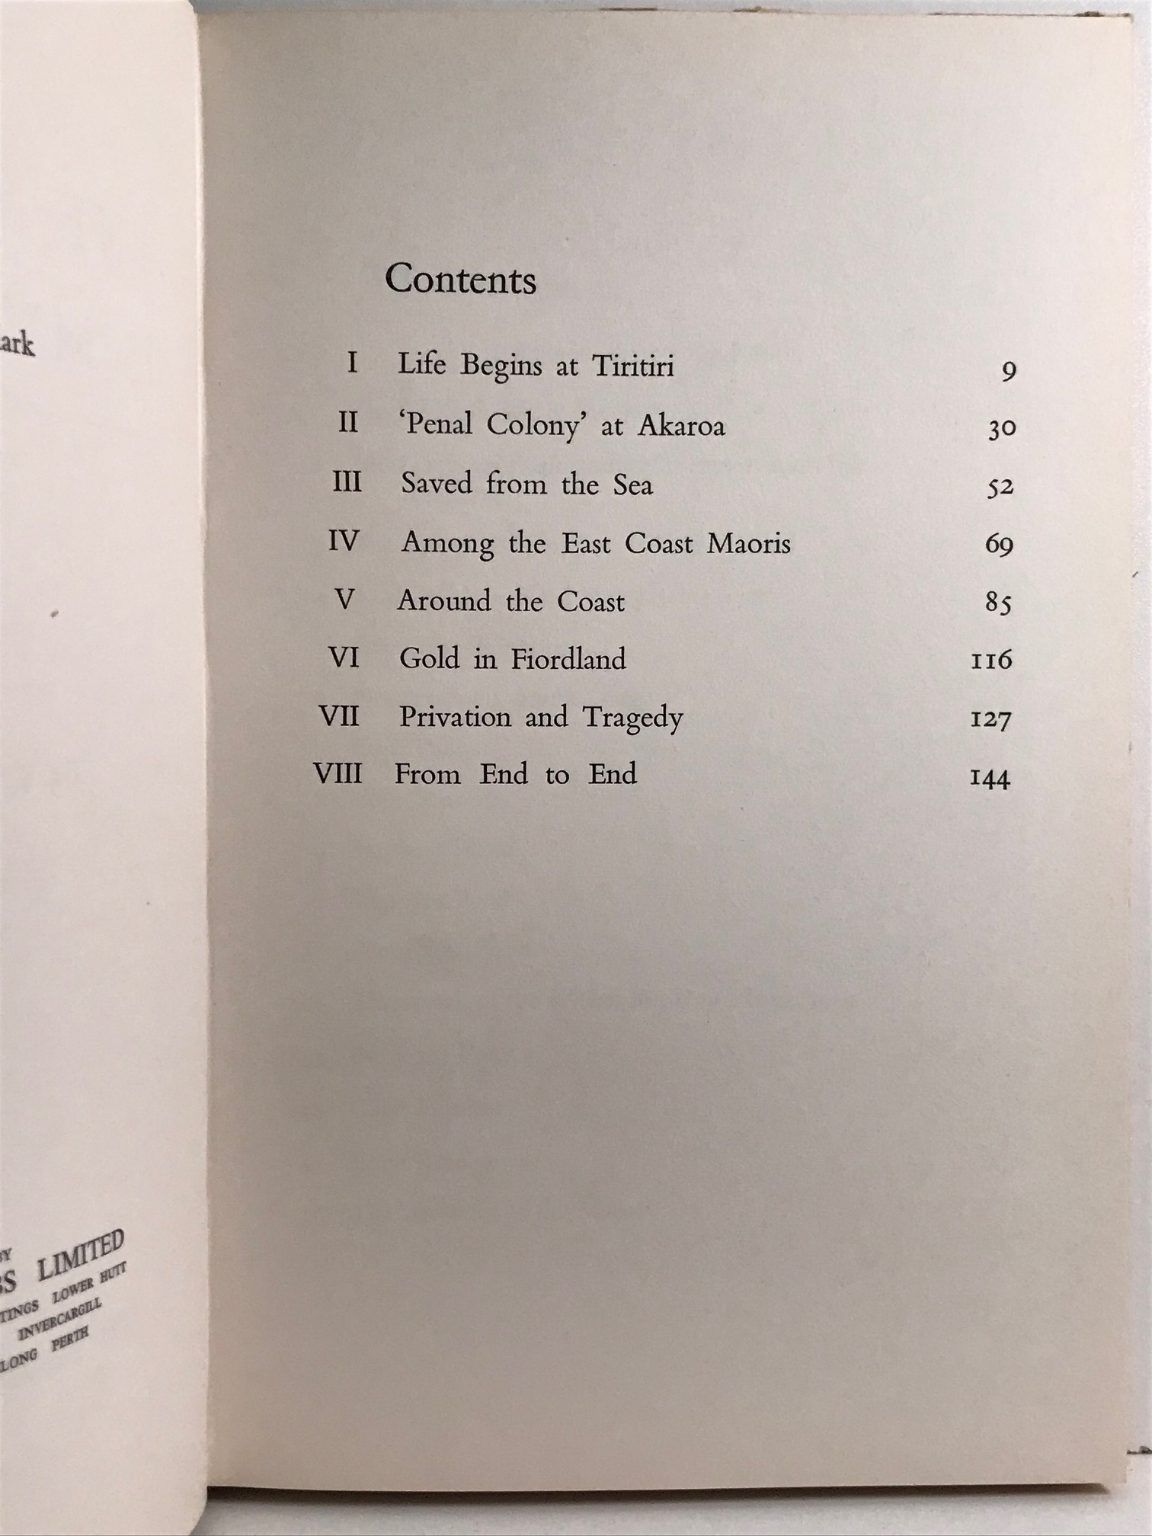 ark
BY
BS LIMITED
TINGS LOWER HUTT
INVERCARGILL
LONG PERTH
Contents
I Life Begins at Tiritiri 9
II ‘Penal Colony’ at Akaroa 30
III Saved from the Sea 52
IV Among the East Coast Maoris 69
V Around the Coast 85
VI Gold in Fiordland 116
VII Privation and Tragedy 127
VIII From End to End 144